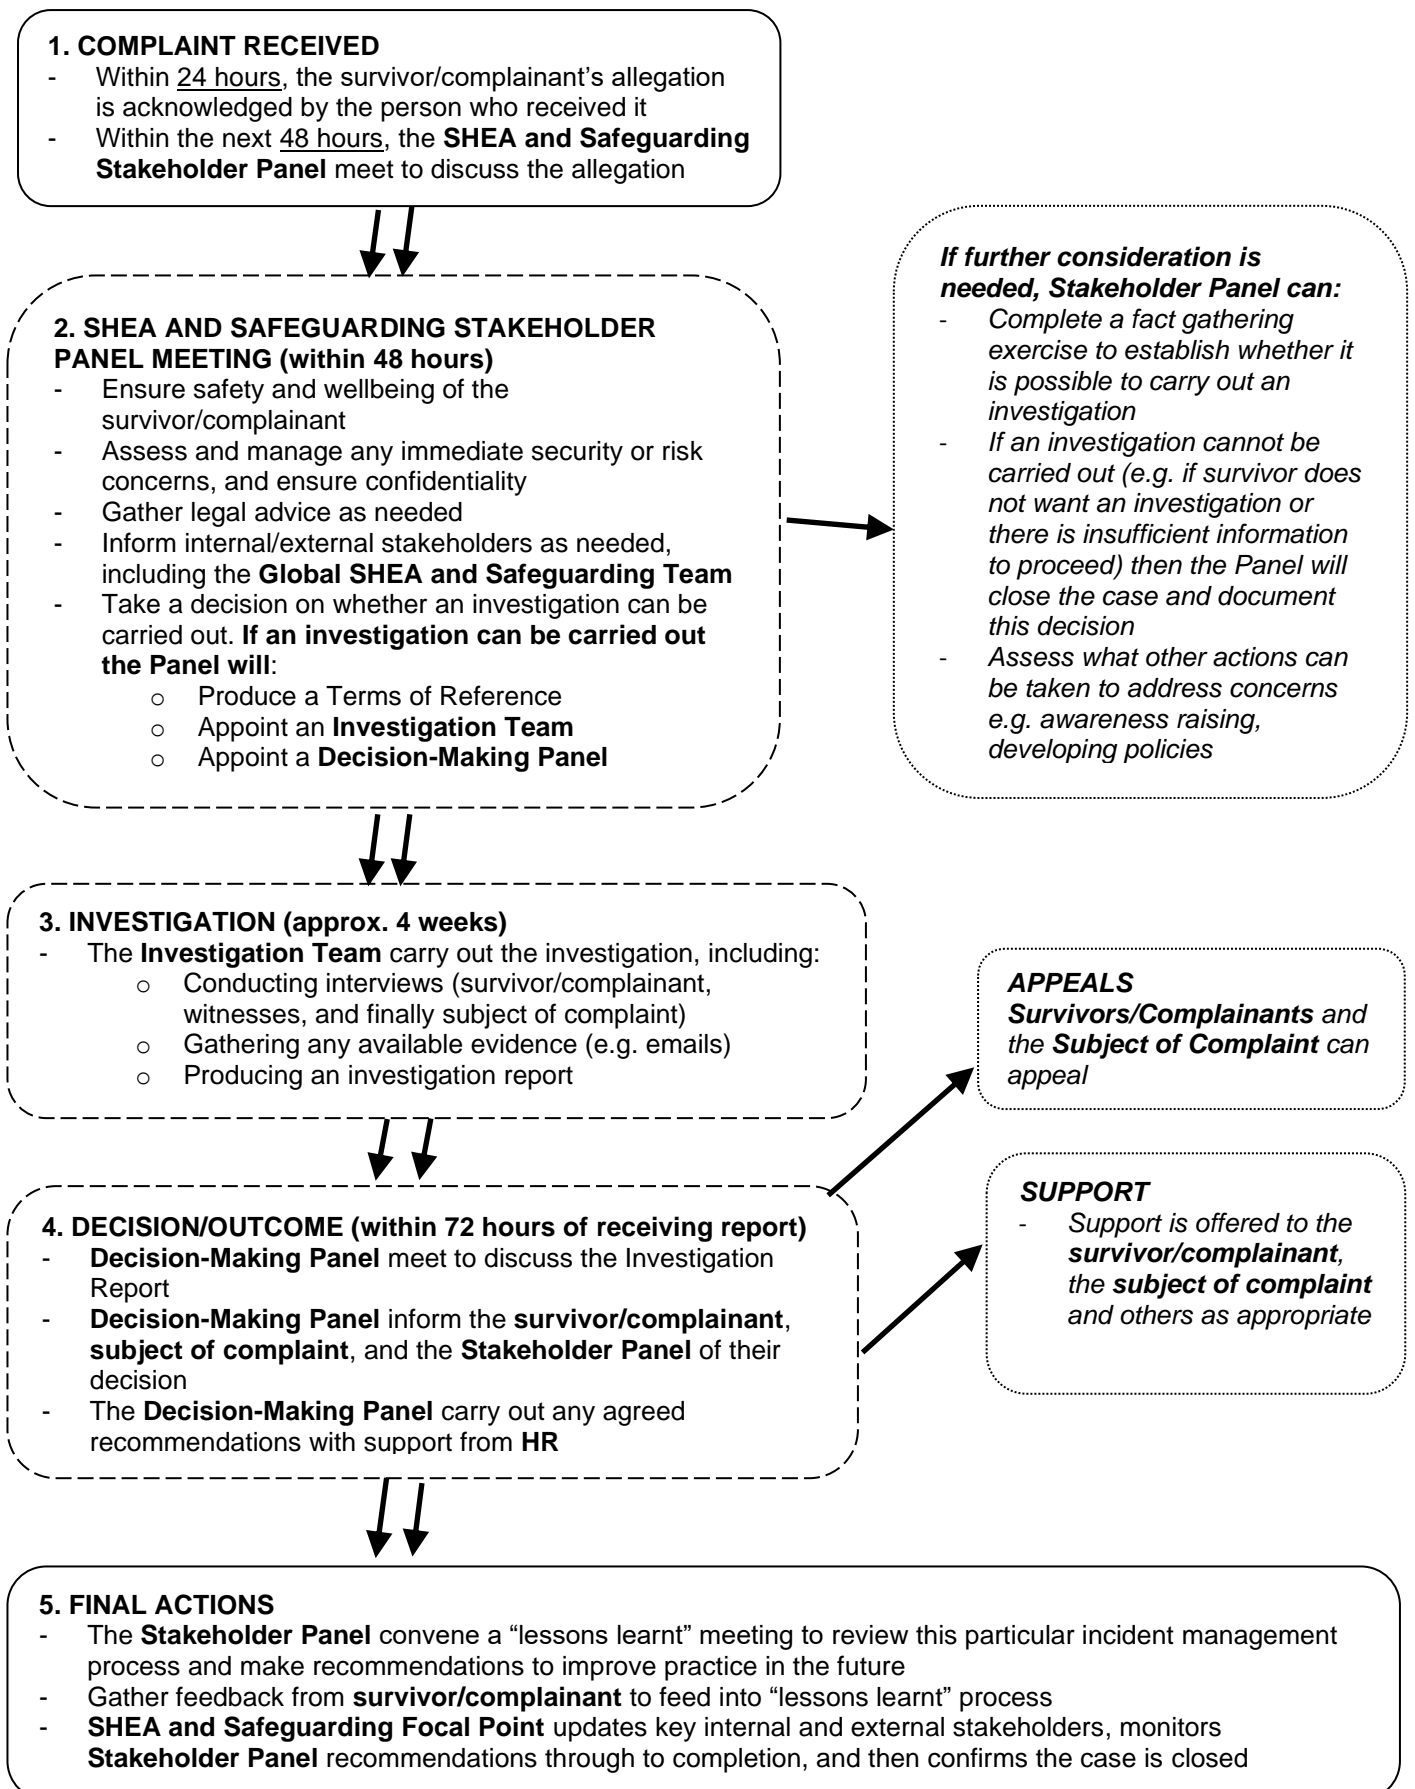 1. COMPLAINT RECEIVED
- Within 24 hours, the survivor/complainant's allegation
is acknowledged by the person who received it
- Within the next 48 hours, the SHEA and Safeguarding
Stakeholder Panel meet to discuss the allegation
2. SHEA AND SAFEGUARDING STAKEHOLDER
PANEL MEETING (within 48 hours)
- Ensure safety and wellbeing of the
survivor/complainant
- Assess and manage any immediate security or risk
concerns, and ensure confidentiality
- Gather legal advice as needed
- Inform internal/external stakeholders as needed,
including the Global SHEA and Safeguarding Team
- Take a decision on whether an investigation can be
carried out. If an investigation can be carried out
the Panel will:
o Produce a Terms of Reference
o Appoint an Investigation Team
o Appoint a Decision-Making Panel
If further consideration is
needed, Stakeholder Panel can:
- Complete a fact gathering
exercise to establish whether it
is possible to carry out an
investigation
- If an investigation cannot be
carried out (e.g. if survivor does
not want an investigation or
there is insufficient information
to proceed) then the Panel will
close the case and document
this decision
- Assess what other actions can
be taken to address concerns
e.g. awareness raising,
developing policies
3. INVESTIGATION (approx. 4 weeks)
- The Investigation Team carry out the investigation, including:
o Conducting interviews (survivor/complainant,
witnesses, and finally subject of complaint)
o Gathering any available evidence (e.g. emails)
o Producing an investigation report
APPEALS
Survivors/Complainants and
the Subject of Complaint can
appeal
4. DECISION/OUTCOME (within 72 hours of receiving report)
- Decision-Making Panel meet to discuss the Investigation
Report
- Decision-Making Panel inform the survivor/complainant,
subject of complaint, and the Stakeholder Panel of their
decision
- The Decision-Making Panel carry out any agreed
recommendations with support from HR
SUPPORT
- Support is offered to the
survivor/complainant,
the subject of complaint
and others as appropriate
5. FINAL ACTIONS
- The Stakeholder Panel convene a “lessons learnt” meeting to review this particular incident management
process and make recommendations to improve practice in the future
- Gather feedback from survivor/complainant to feed into “lessons learnt” process
- SHEA and Safeguarding Focal Point updates key internal and external stakeholders, monitors
Stakeholder Panel recommendations through to completion, and then confirms the case is closed